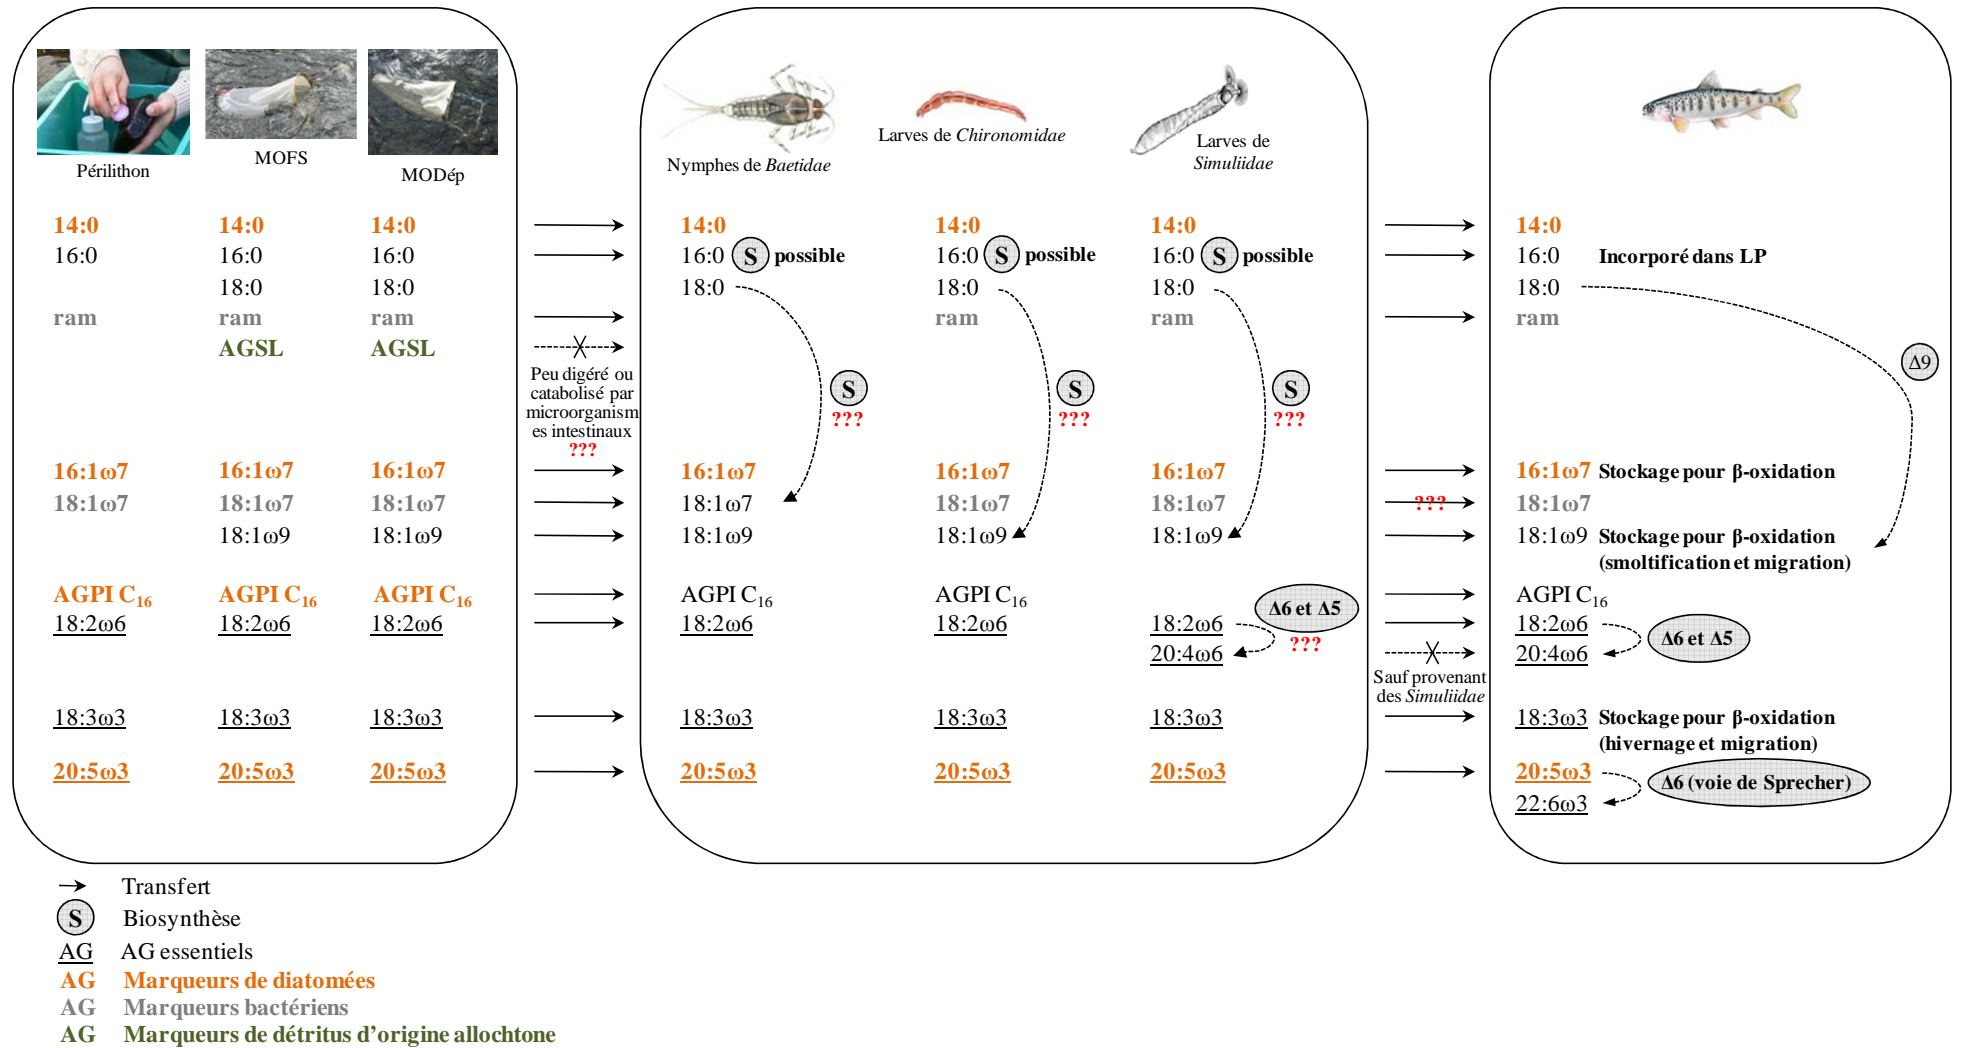 Périlithon
MOFS
MODép
Nymphes de Baetidae
Larves de Chironomidae
Larves de
Simuliidae
14:0 14:0 14:0 14:0 14:0 14:0 14:0
16:0 16:0 16:0 16:0 S possible 16:0 S possible 16:0 S possible 16:0 Incorporé dans LP
18:0 18:0 18:0 18:0 18:0 18:0
ram ram ram ram ram ram
AGSL AGSL
Δ9
Peu digéré ou
catabolisé par
microorganism
es intestinaux
???
S S S
??? ??? ???
16:1ω7 16:1ω7 16:1ω7 16:1ω7 16:1ω7 16:1ω7 16:1ω7 Stockage pour β-oxidation
18:1ω7 18:1ω7 18:1ω7 18:1ω7 18:1ω7 18:1ω7 ??? 18:1ω7
18:1ω9 18:1ω9 18:1ω9 18:1ω9 18:1ω9 18:1ω9 Stockage pour β-oxidation
(smoltification et migration)
AGPI C16 AGPI C16 AGPI C16 AGPI C16 AGPI C16 Δ6 et Δ5 AGPI C16
18:2ω6 18:2ω6 18:2ω6 18:2ω6 18:2ω6 18:2ω6 18:2ω6
??? Δ6 et Δ5
20:4ω6 20:4ω6
Sauf provenant
des Simuliidae
18:3ω3 18:3ω3 18:3ω3 18:3ω3 18:3ω3 18:3ω3 18:3ω3 Stockage pour β-oxidation
(hivernage et migration)
20:5ω3 20:5ω3 20:5ω3 20:5ω3 20:5ω3 20:5ω3 20:5ω3 Δ6 (voie de Sprecher)
22:6ω3
Transfert
S Biosynthèse
AG AG essentiels
AG Marqueurs de diatomées
AG Marqueurs bactériens
AG Marqueurs de détritus d’origine allochtone